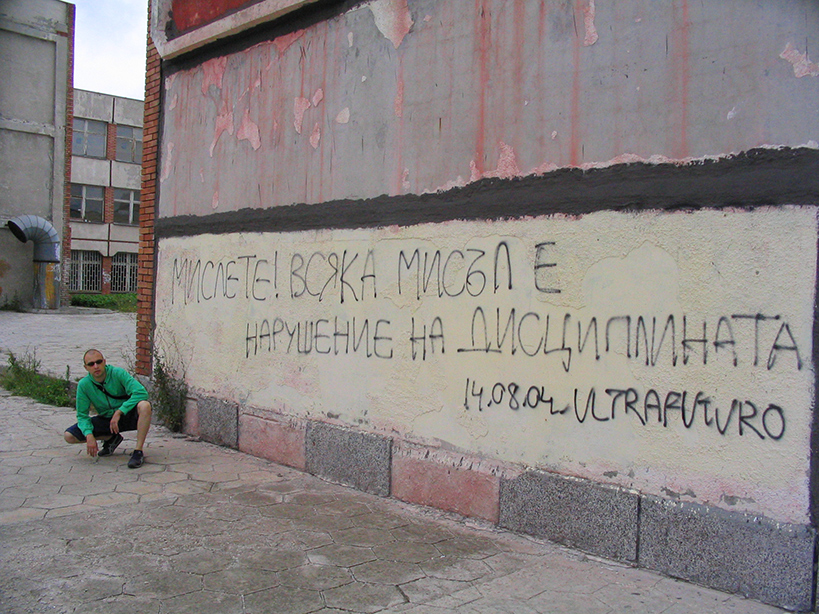 МИСЛЕТЕ! ВСЯКА МИСЪЛ Е
НАРУШЕНИЕ НА ДИСЦИПЛИНАТА
14.08.04. ULTRAFUTURO